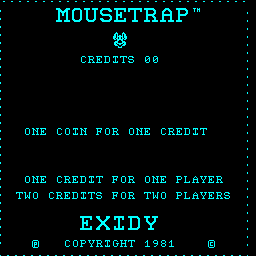 MOUSETRAP™
CREDITS 00
ONE COIN FOR ONE CREDIT
ONE CREDIT FOR ONE PLAYER
TWO CREDITS FOR TWO PLAYERS
EXIDY
® COPYRIGHT 1981 ©